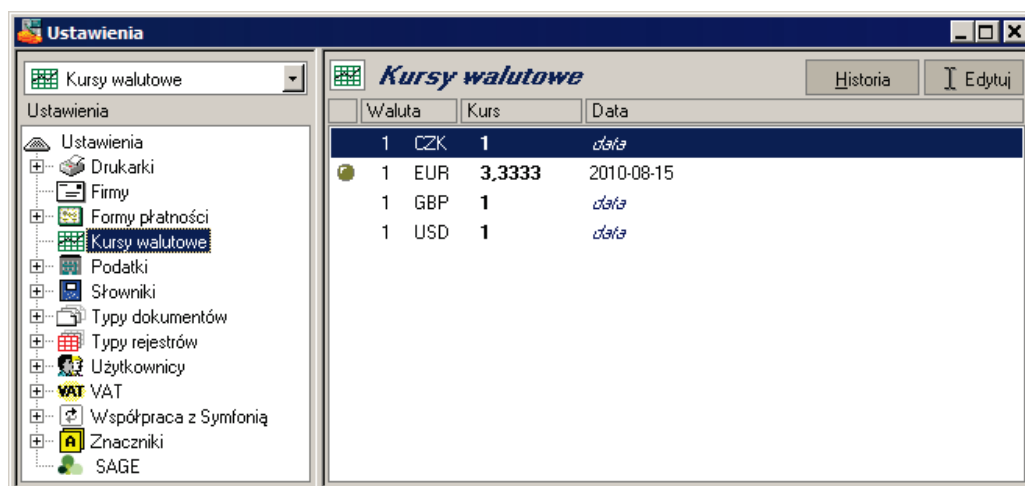 Ustawienia
Kursy walutowe
Ustawienia
Ustawienia
Drukarki
Firmy
Formy płatności
Kursy walutowe
Podatki
Słowniki
Typy dokumentów
Typy rejestrów
Użytkownicy
VAT VAT
Współpraca z Symfonią
A Znaczniki
SAGE
Kursy walutowe
Historia
Edytuj
Waluta Kurs Data
1 CZK 1 data
1 EUR 3,3333 2010-08-15
1 GBP 1 data
1 USD 1 data